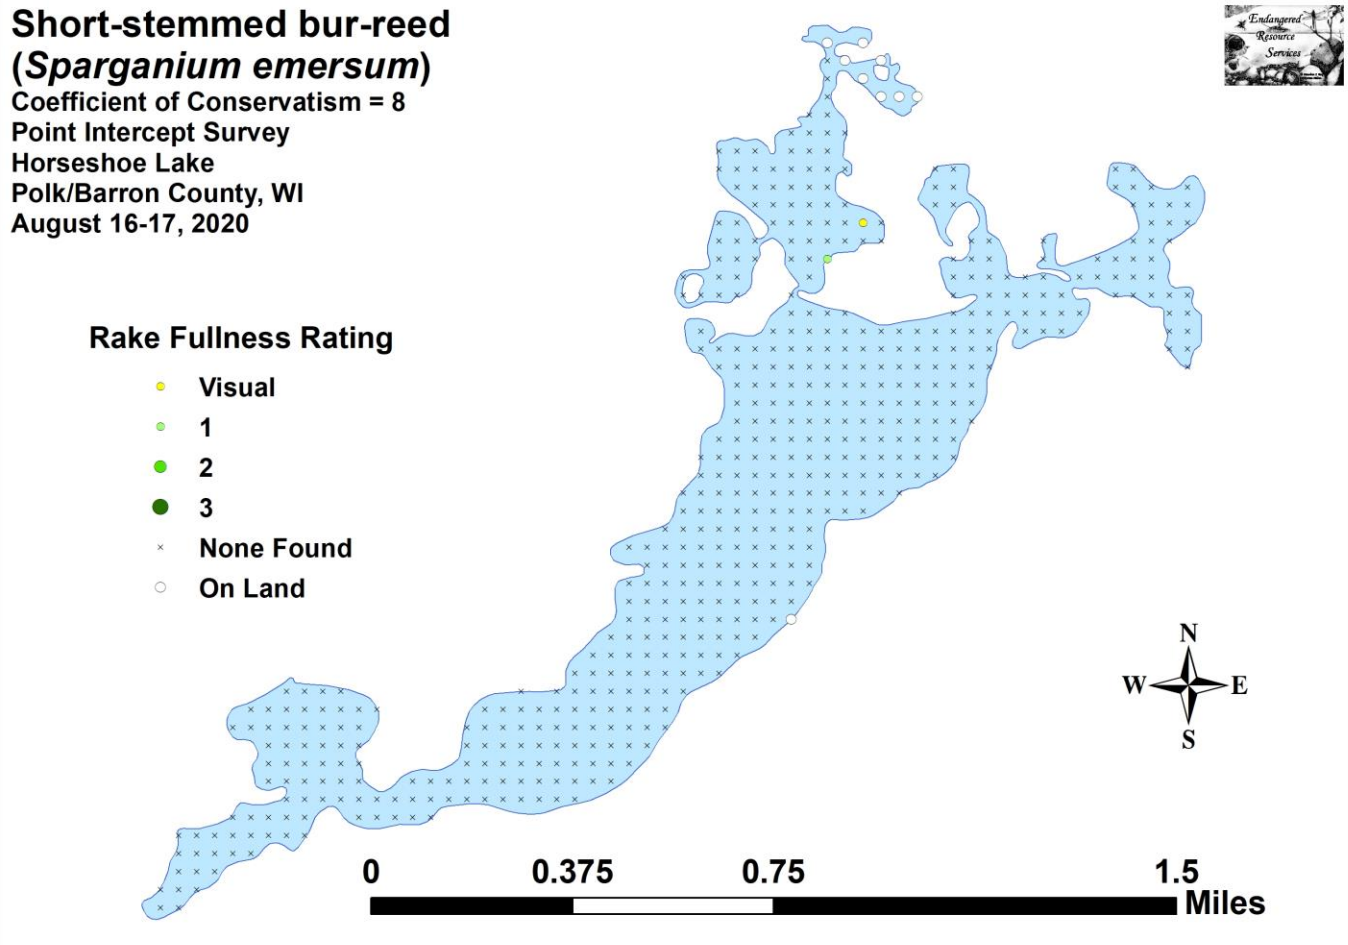 Short-stemmed bur-reed
(Sparganium emersum)
Coefficient of Conservatism = 8
Point Intercept Survey
Horseshoe Lake
Polk/Barron County, WI
August 16-17, 2020
Endangered
Resource
Services
Rake Fullness Rating
Visual
1
2
3
None Found
On Land
N
W E
S
0 0.375 0.75 1.5
Miles